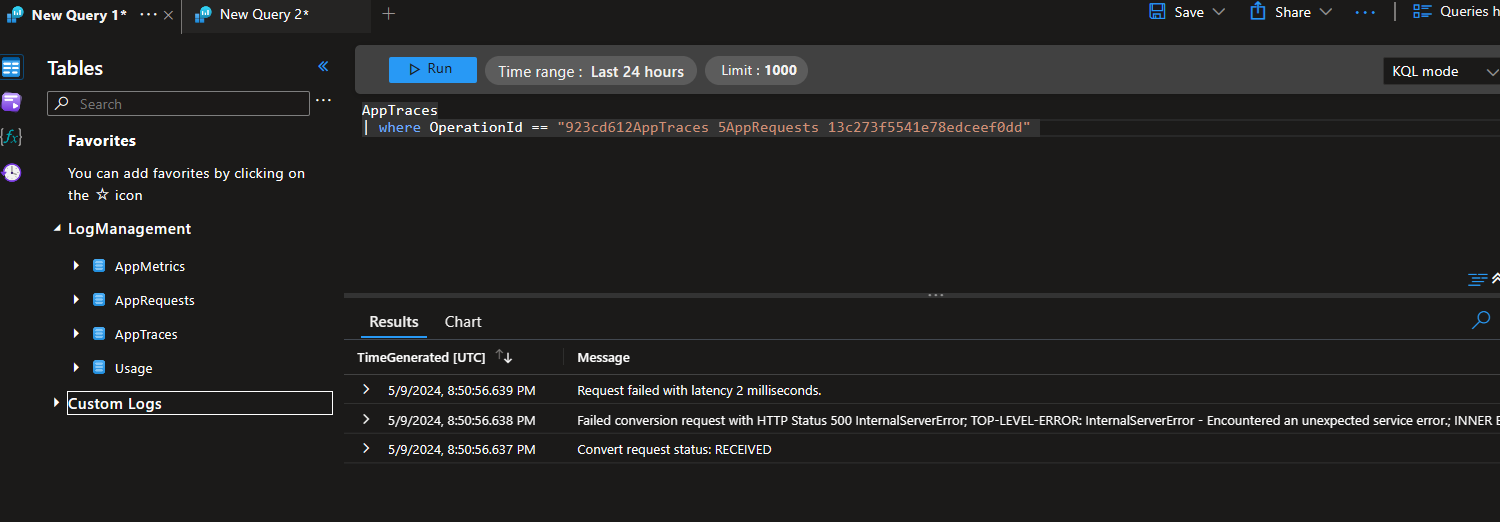 New Query 1*
New Query 2*
Save
Share
Queries h
Tables
Run
Time range : Last 24 hours
Limit : 1000
KQL mode
Search
AppTraces
| where OperationId == "923cd612AppTraces 5AppRequests 13c273f5541e78edceef0dd"
Favorites
You can add favorites by clicking on
the ☆ icon
LogManagement
AppMetrics
AppRequests
AppTraces
Usage
Custom Logs
Results
Chart
TimeGenerated [UTC]
Message
5/9/2024, 8:50:56.639 PM
Request failed with latency 2 milliseconds.
5/9/2024, 8:50:56.638 PM
Failed conversion request with HTTP Status 500 InternalServerError; TOP-LEVEL-ERROR: InternalServerError - Encountered an unexpected service error.; INNER E
5/9/2024, 8:50:56.637 PM
Convert request status: RECEIVED